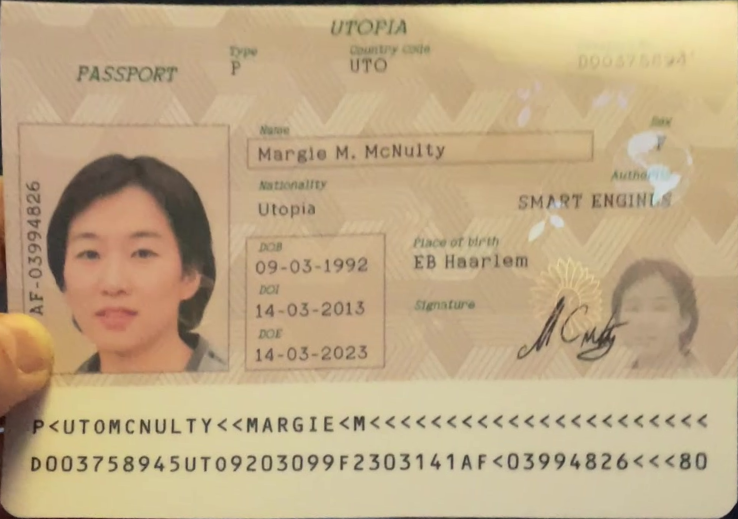 UTOPIA
PASSPORT
Type
P
Country code
UTO
D00375894
Name
Margie M. McNulty
Sex
F
Nationality
Utopia
Authority
SMART ENGINES
DOB
09-03-1992
DOI
14-03-2013
DOE
14-03-2023
Place of birth
EB Haarlem
Signature
AF-03994826
P<UTOMCNULTY<<MARGIE<M<<<<<<<<<<<<<<<<<<<<<<
D003758945UTO9203099F2303141AF<03994826<<<80